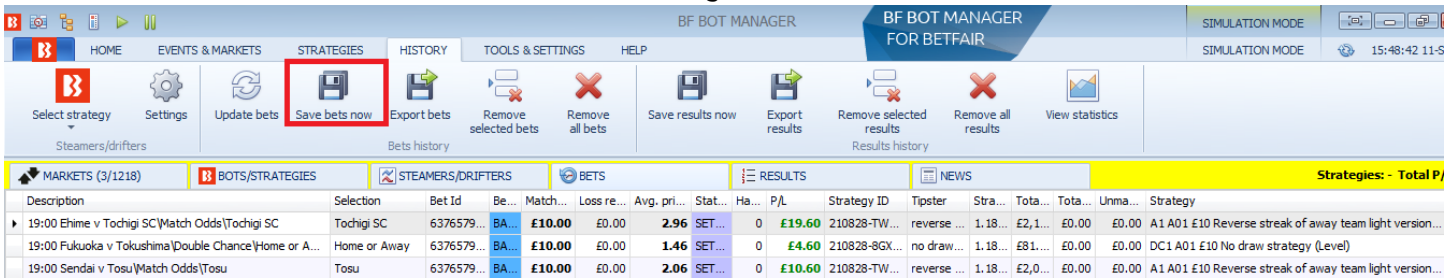 BF BOT MANAGER
BF BOT MANAGER
FOR BETFAIR
SIMULATION MODE
HOME EVENTS & MARKETS STRATEGIES HISTORY TOOLS & SETTINGS HELP
SIMULATION MODE 15:48:42 11-S
Select strategy Settings Update bets Save bets now Export bets Remove selected bets Remove all bets Save results now Export results Remove selected results Remove all results View statistics
Steamers/drifters Bets history Results history
MARKETS (3/1218) BOTS/STRATEGIES STEAMERS/DRIFTERS BETS RESULTS NEWS Strategies: - Total P/
Description Selection Bet Id Be... Match... Loss re... Avg. pri... Stat... Ha... P/L Strategy ID Tipster Stra... Tota... Tota... Unma... Strategy
19:00 Ehime v Tochigi SC\Match Odds\Tochigi SC Tochigi SC 6376579... BA... £10.00 £0.00 2.96 SET... 0 £19.60 210828-TW... reverse ... 1.18... £2,1... £0.00 £0.00 A1 A01 £10 Reverse streak of away team light version...
19:00 Fukuoka v Tokushima\Double Chance\Home or A... Home or Away 6376579... BA... £10.00 £0.00 1.46 SET... 0 £4.60 210828-8GX... no draw... 1.18... £81... £0.00 £0.00 DC1 A01 £10 No draw strategy (Level)
19:00 Sendai v Tosu\Match Odds\Tosu Tosu 6376579... BA... £10.00 £0.00 2.06 SET... 0 £10.60 210828-TW... reverse ... 1.18... £2,0... £0.00 £0.00 A1 A01 £10 Reverse streak of away team light version...